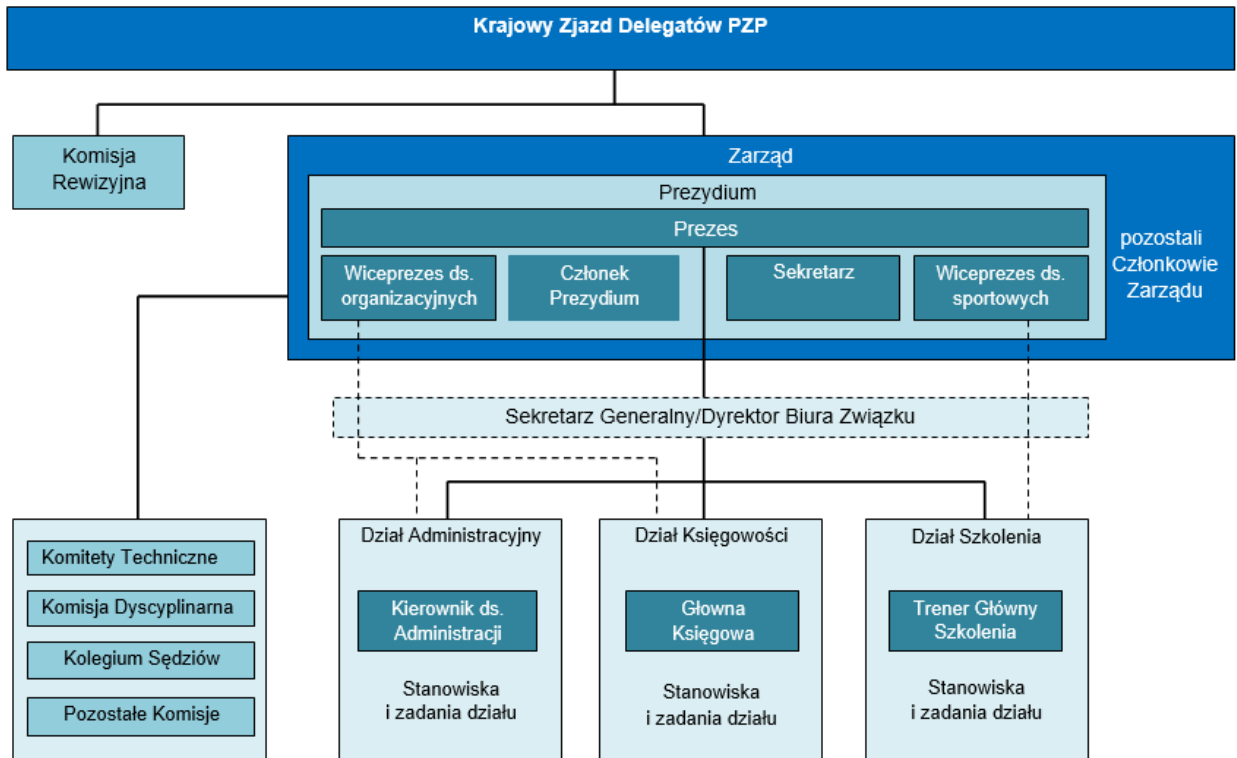 Krajowy Zjazd Delegatów PZP
Komisja
Rewizyjna
Zarząd
Prezydium
Prezes
Wiceprezes ds.
organizacyjnych
Członek
Prezydium
Sekretarz
Wiceprezes ds.
sportowych
pozostali
Członkowie
Zarządu
Sekretarz Generalny/Dyrektor Biura Związku
Komitety Techniczne
Komisja Dyscyplinarna
Kolegium Sędziów
Pozostałe Komisje
Dział Administracyjny
Kierownik ds.
Administracji
Stanowiska
i zadania działu
Dział Księgowości
Głowna
Księgowa
Stanowiska
i zadania działu
Dział Szkolenia
Trener Główny
Szkolenia
Stanowiska
i zadania działu